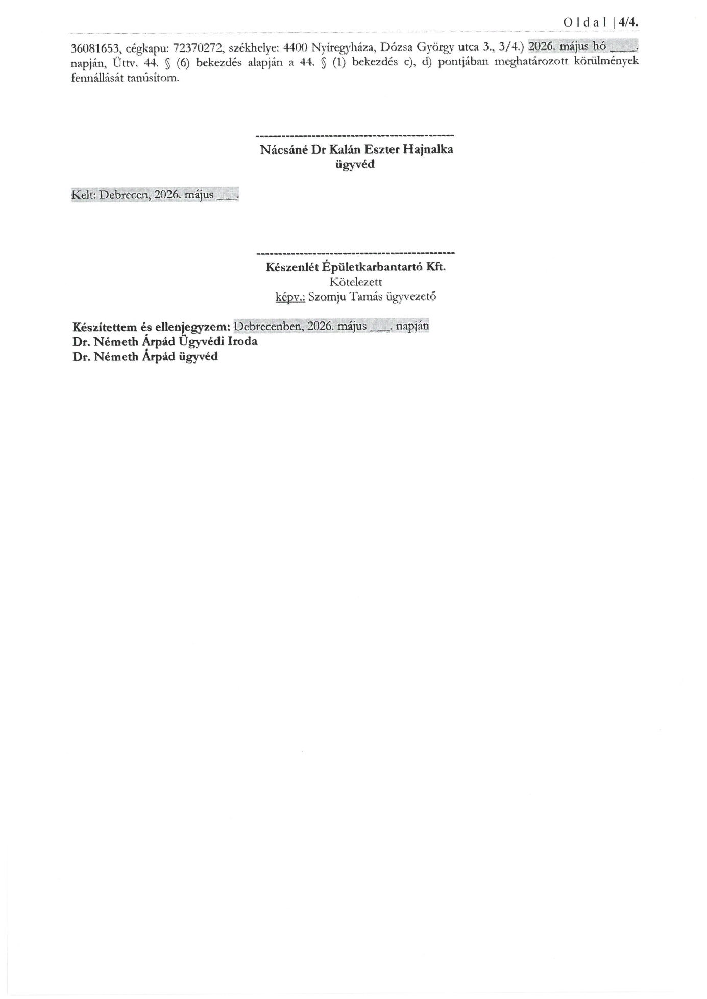 Oldal | 4/4.
36081653, cégkapu: 72370272, székhelye: 4400 Nyíregyháza, Dózsa György utca 3., 3/4.) 2026. május hó ____.
napján, Üttv. 44. § (6) bekezdés alapján a 44. § (1) bekezdés c), d) pontjában meghatározott körülmények
fennállását tanúsítom.
---------------------------------------------
Nácsáné Dr Kalán Eszter Hajnalka
ügyvéd
Kelt: Debrecen, 2026. május ___.
---------------------------------------------
Készenlét Épületkarbantartó Kft.
Kötelezett
képv.: Szomju Tamás ügyvezető
Készítettem és ellenjegyzem: Debrecenben, 2026. május ___. napján
Dr. Németh Árpád Ügyvédi Iroda
Dr. Németh Árpád ügyvéd